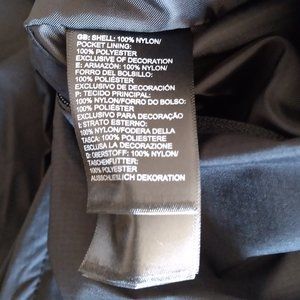 GB: SHELL: 100% NYLON/
POCKET LINING:
100% POLYESTER
EXCLUSIVE OF DECORATION
E: ARMAZÓN: 100% NYLON/
FORRO DEL BOLSILLO:
100% POLIÉSTER
EXCLUSIVO DE DECORACIÓN
P: TECIDO PRINCIPAL:
100% NYLON/FORRO DO BOLSO:
100% POLIÉSTER
EXCLUSIVO PARA DECORAÇÃO
I: STRATO ESTERNO:
100% NYLON/FODERA DELLA
TASCA: 100% POLIESTERE
ESCLUSA LA DECORAZIONE
D: OBERSTOFF: 100% NYLON/
TASCHENFUTTER:
100% POLYESTER
AUSSCHLIESLICH DEKORATION